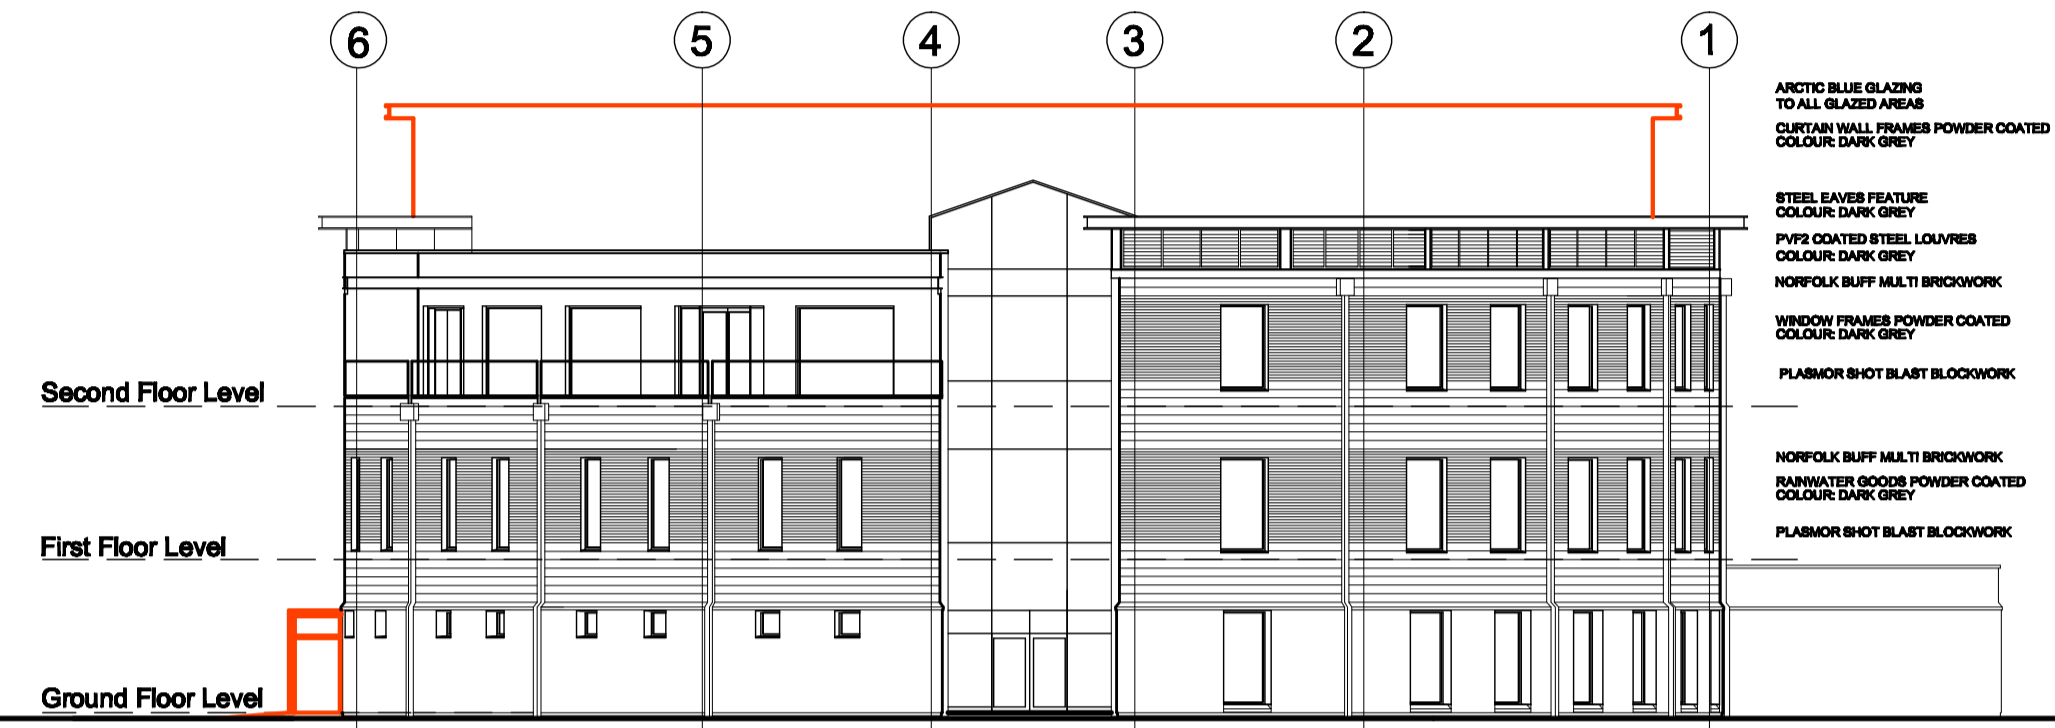 6 5 4 3 2 1
ARCTIC BLUE GLAZING
TO ALL GLAZED AREAS
CURTAIN WALL FRAMES POWDER COATED
COLOUR: DARK GREY
STEEL EAVES FEATURE
COLOUR: DARK GREY
PVF2 COATED STEEL LOUVRES
COLOUR: DARK GREY
NORFOLK BUFF MULTI BRICKWORK
WINDOW FRAMES POWDER COATED
COLOUR: DARK GREY
PLASMOR SHOT BLAST BLOCKWORK
Second Floor Level
NORFOLK BUFF MULTI BRICKWORK
RAINWATER GOODS POWDER COATED
COLOUR: DARK GREY
PLASMOR SHOT BLAST BLOCKWORK
First Floor Level
Ground Floor Level